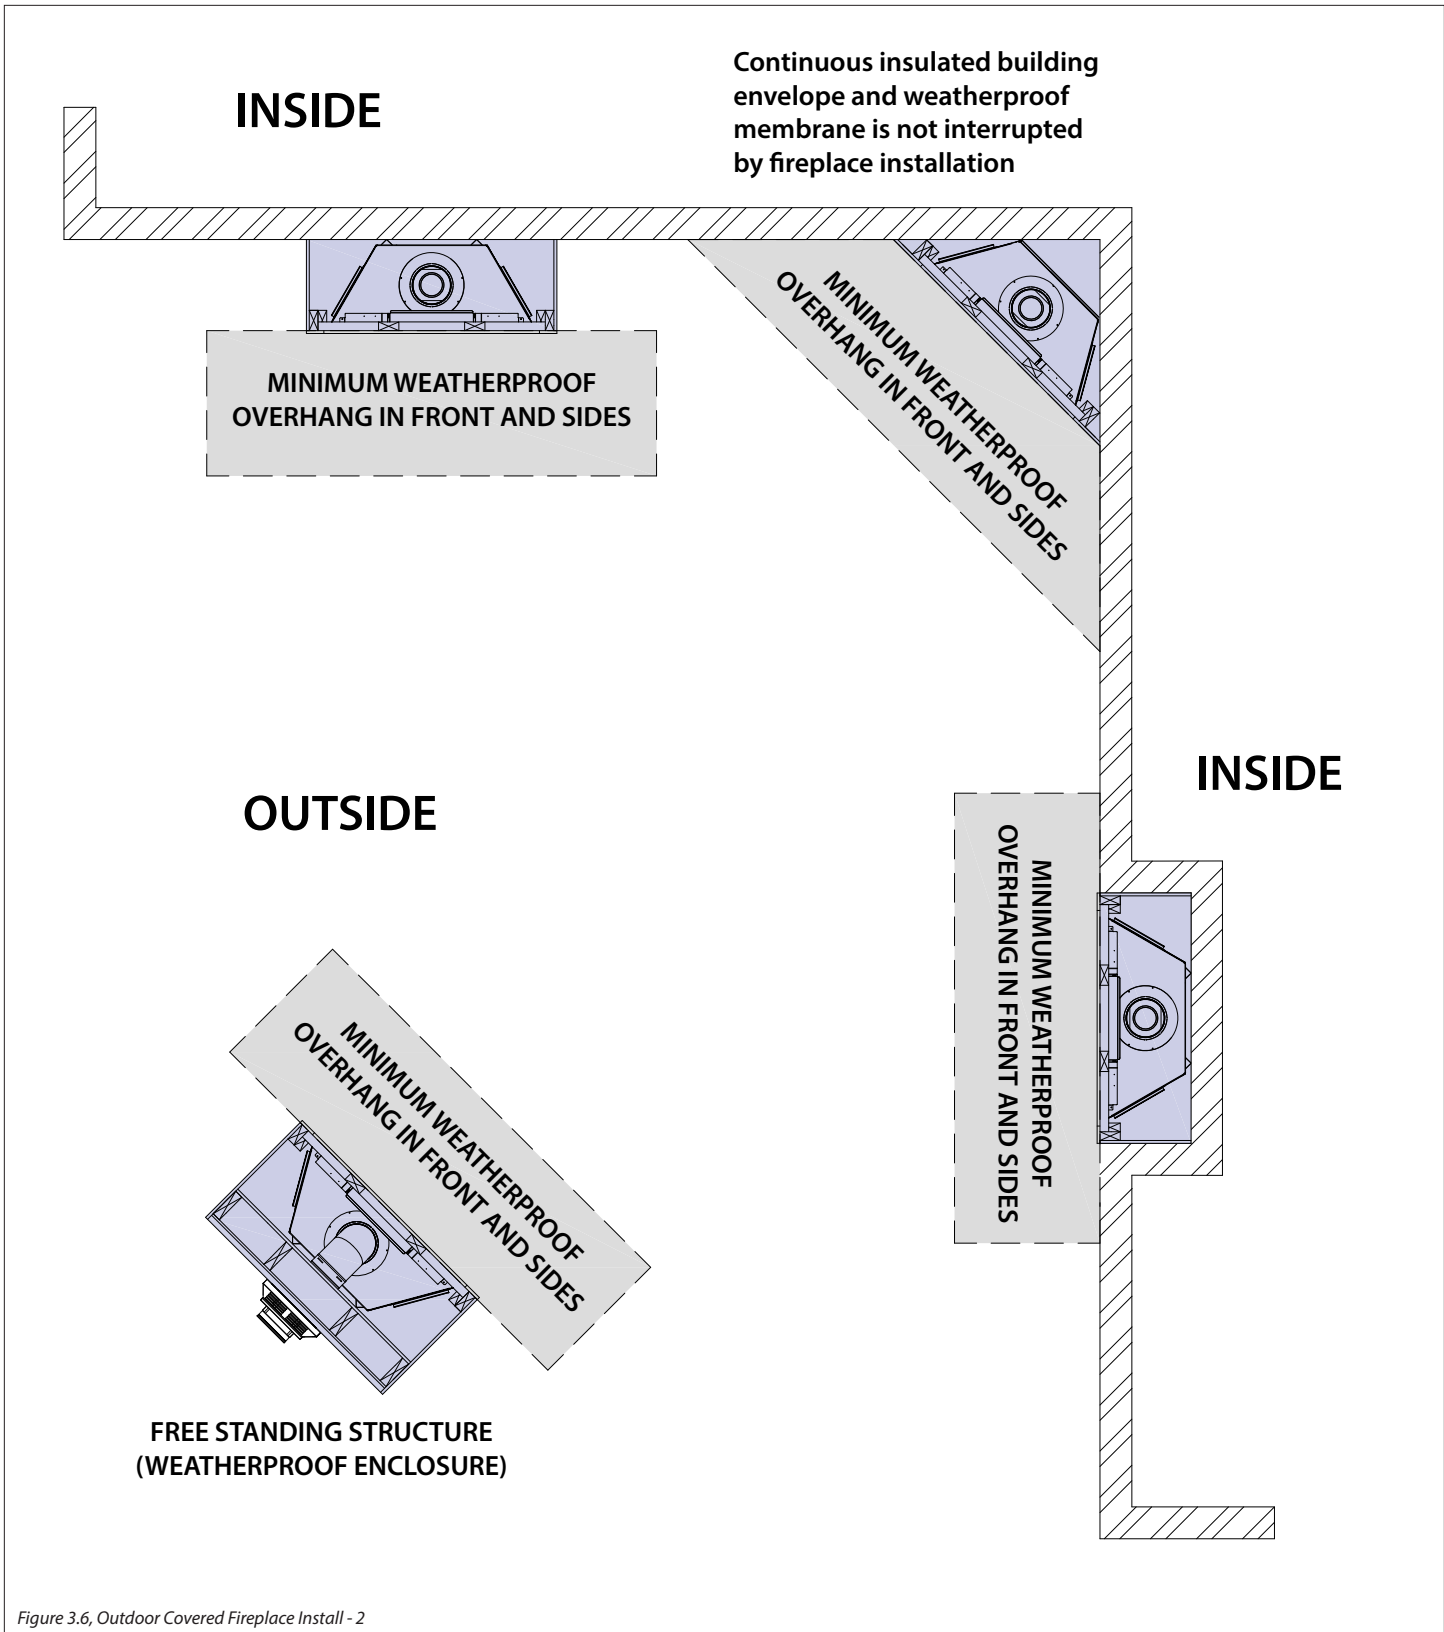 INSIDE
Continuous insulated building
envelope and weatherproof
membrane is not interrupted
by fireplace installation
MINIMUM WEATHERPROOF
OVERHANG IN FRONT AND SIDES
MINIMUM WEATHERPROOF
OVERHANG IN FRONT AND SIDES
INSIDE
OUTSIDE
MINIMUM WEATHERPROOF
OVERHANG IN FRONT AND SIDES
MINIMUM WEATHERPROOF
OVERHANG IN FRONT AND SIDES
FREE STANDING STRUCTURE
(WEATHERPROOF ENCLOSURE)
Figure 3.6, Outdoor Covered Fireplace Install - 2